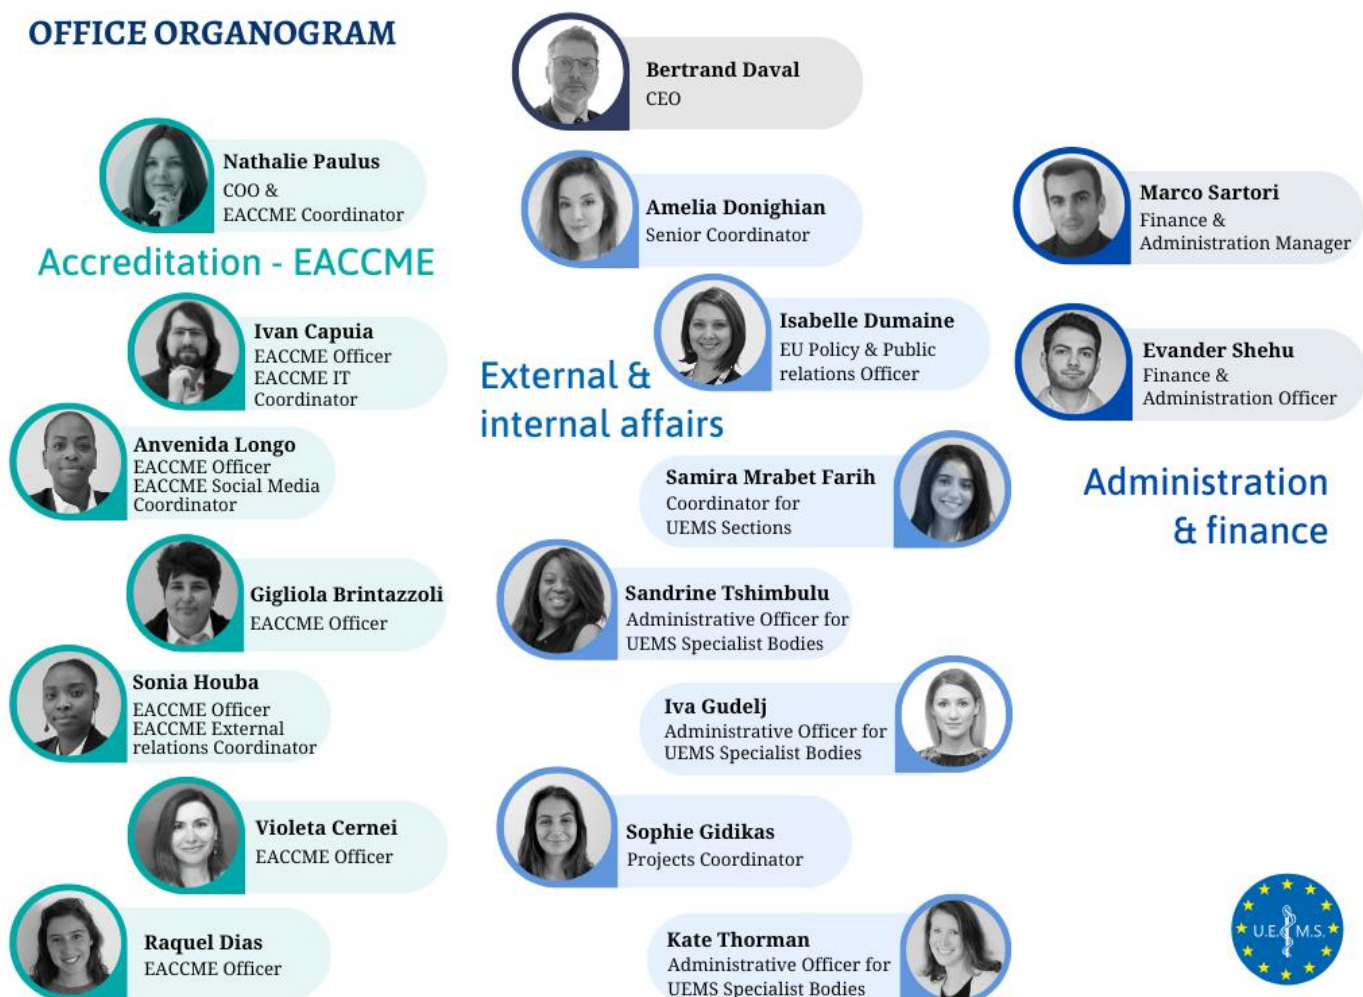 OFFICE ORGANOGRAM
Bertrand Daval
CEO
Nathalie Paulus
COO &
EACCME Coordinator
Accreditation - EACCME
Ivan Capuia
EACCME Officer
EACCME IT
Coordinator
Anvenida Longo
EACCME Officer
EACCME Social Media
Coordinator
Gigliola Brintazzoli
EACCME Officer
Sonia Houba
EACCME Officer
EACCME External
relations Coordinator
Violeta Cernei
EACCME Officer
Raquel Dias
EACCME Officer
Amelia Donighian
Senior Coordinator
Isabelle Dumaine
EU Policy & Public
relations Officer
External &
internal affairs
Samira Mrabet Farih
Coordinator for
UEMS Sections
Sandrine Tshimbulu
Administrative Officer for
UEMS Specialist Bodies
Iva Gudelj
Administrative Officer for
UEMS Specialist Bodies
Sophie Gidikas
Projects Coordinator
Kate Thorman
Administrative Officer for
UEMS Specialist Bodies
Marco Sartori
Finance &
Administration Manager
Evander Shehu
Finance &
Administration Officer
Administration
& finance
U.E. M.S.